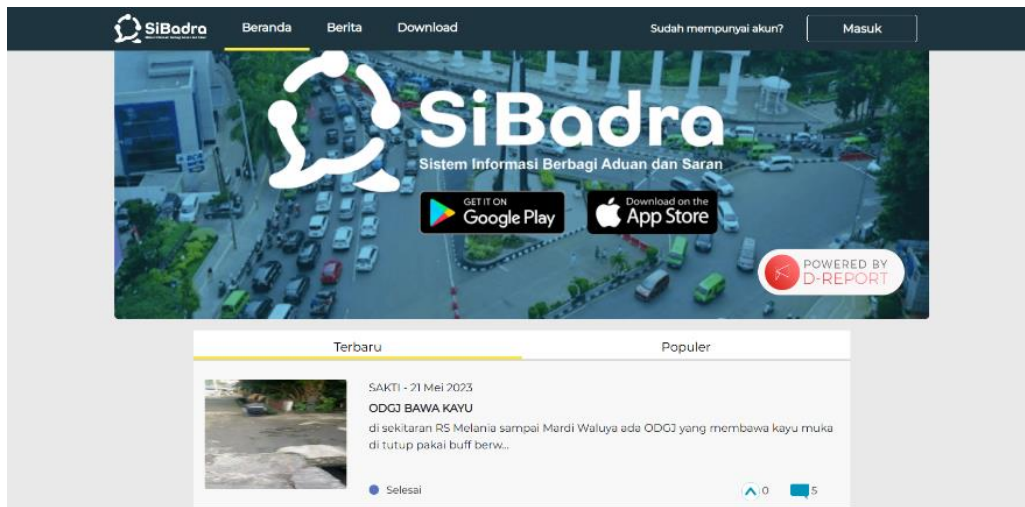 SiBadra
Beranda
Berita
Download
Sudah mempunyai akun?
Masuk
SiBadra
Sistem Informasi Berbagi Aduan dan Saran
GET IT ON
Google Play
Download on the
App Store
POWERED BY
D-REPORT
Terbaru
Populer
SAKTI - 21 Mei 2023
ODGJ BAWA KAYU
di sekitaran RS Melania sampai Mardi Waluya ada ODGJ yang membawa kayu muka
di tutup pakai buff berw...
Selesai
0
5